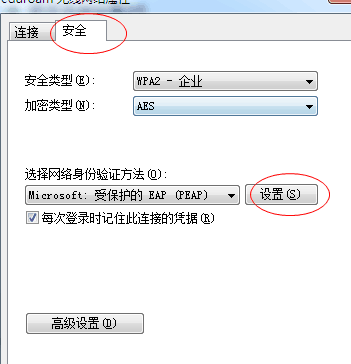 连接 安全
安全类型(E): WPA2 - 企业
加密类型(N): AES
选择网络身份验证方法(O):
Microsoft: 受保护的 EAP (PEAP) 设置(S)
每次登录时记住此连接的凭据(R)
高级设置(D)